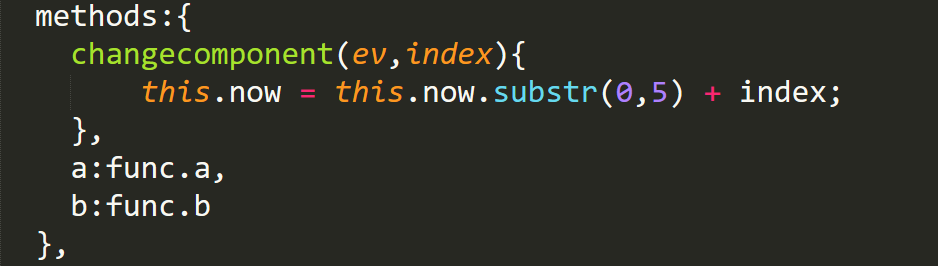 methods:{
changecomponent(ev,index){
this.now = this.now.substr(0,5) + index;
},
a:func.a,
b:func.b
},